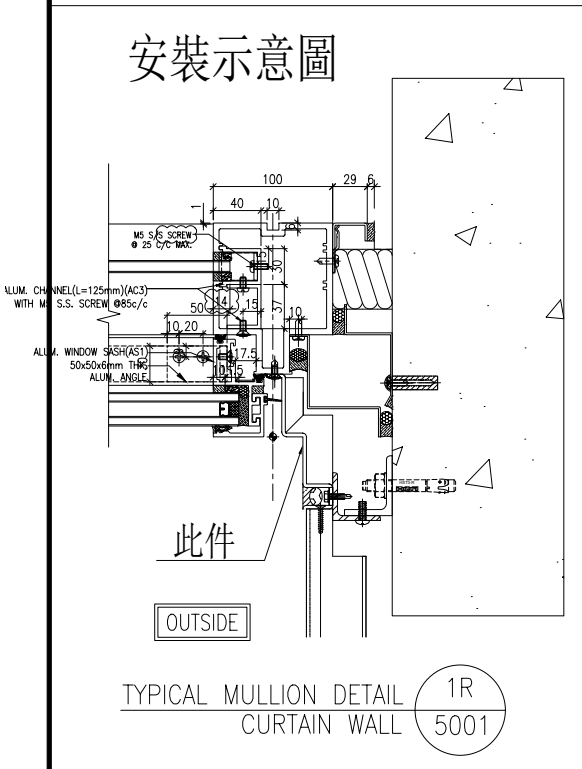 安裝示意圖
100
29
6
40
10
1
6
M5 S/S SCREW
@ 25 C/C MAX.
15
30
ALUM. CHANNEL(L=125mm)(AC3)
WITH M5 S.S. SCREW @85c/c
14
50
15
37
10
10
20
ALUM. WINDOW SASH(AS1)
50x50x6mm THK
ALUM. ANGLE
17.5
10
15
此件
OUTSIDE
TYPICAL MULLION DETAIL
CURTAIN WALL
1R
5001